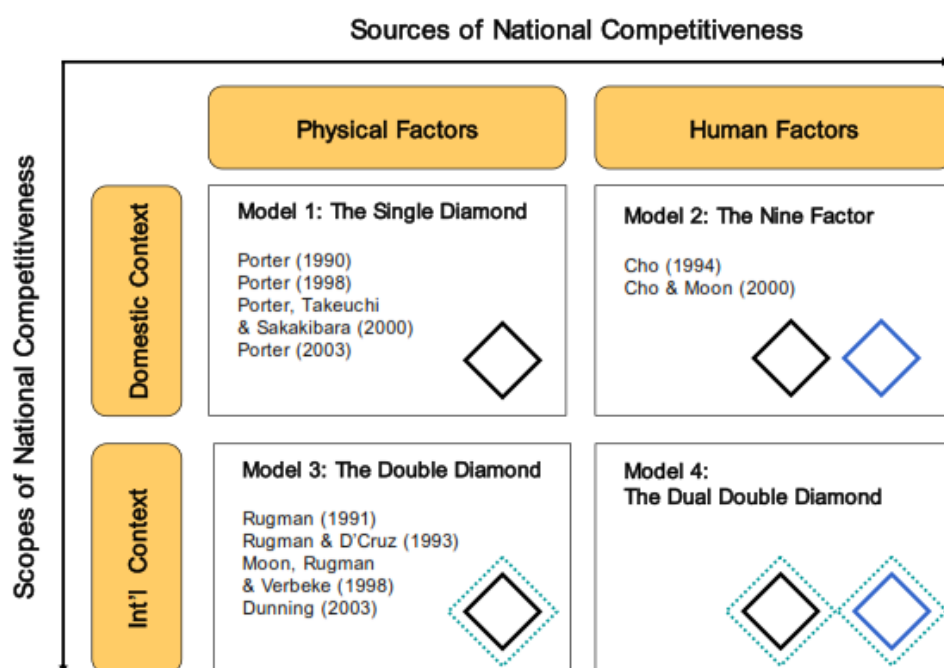 Sources of National Competitiveness
Physical Factors
Human Factors
Scopes of National Competitiveness
Domestic Context
Model 1: The Single Diamond
Porter (1990)
Porter (1998)
Porter, Takeuchi
& Sakakibara (2000)
Porter (2003)
Model 2: The Nine Factor
Cho (1994)
Cho & Moon (2000)
Int'l Context
Model 3: The Double Diamond
Rugman (1991)
Rugman & D'Cruz (1993)
Moon, Rugman
& Verbeke (1998)
Dunning (2003)
Model 4:
The Dual Double Diamond